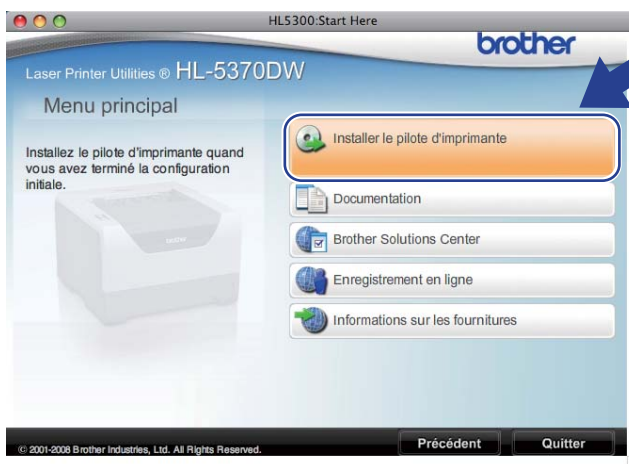 HL5300:Start Here
brother
Laser Printer Utilities ® HL-5370DW
Menu principal
Installez le pilote d'imprimante quand
vous avez terminé la configuration
initiale.
Installer le pilote d'imprimante
Documentation
Brother Solutions Center
Enregistrement en ligne
Informations sur les fournitures
© 2001-2008 Brother Industries, Ltd. All Rights Reserved.
Précédent
Quitter